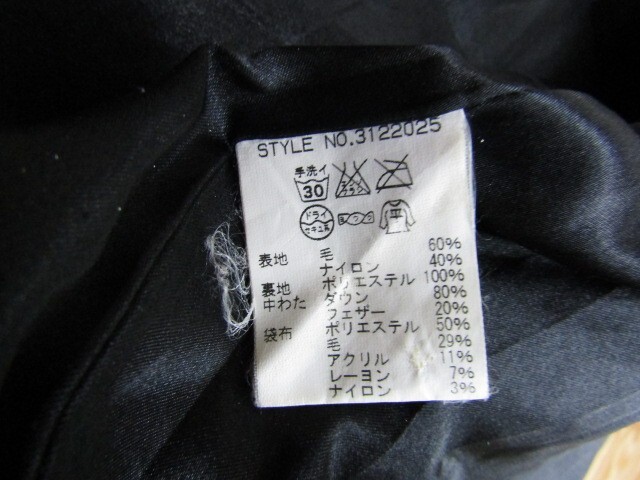 STYLE NO.3122025
手洗イ
30
ドライ
平
表地 毛 60%
ナイロン 40%
裏地 ポリエステル 100%
中わた ダウン 80%
フェザー 20%
袋布 ポリエステル 50%
毛 29%
アクリル 11%
レーヨン 7%
ナイロン 3%